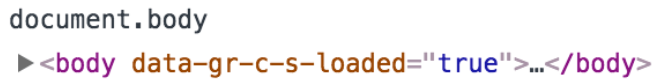 document.body
▶<body data-gr-c-s-loaded="true">…</body>